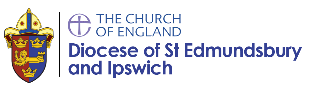 THE CHURCH
OF ENGLAND
Diocese of St Edmundsbury
and Ipswich